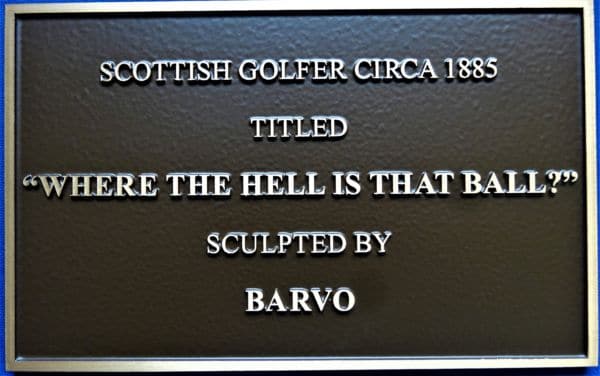 SCOTTISH GOLFER CIRCA 1885
TITLED
“WHERE THE HELL IS THAT BALL?”
SCULPTED BY
BARVO